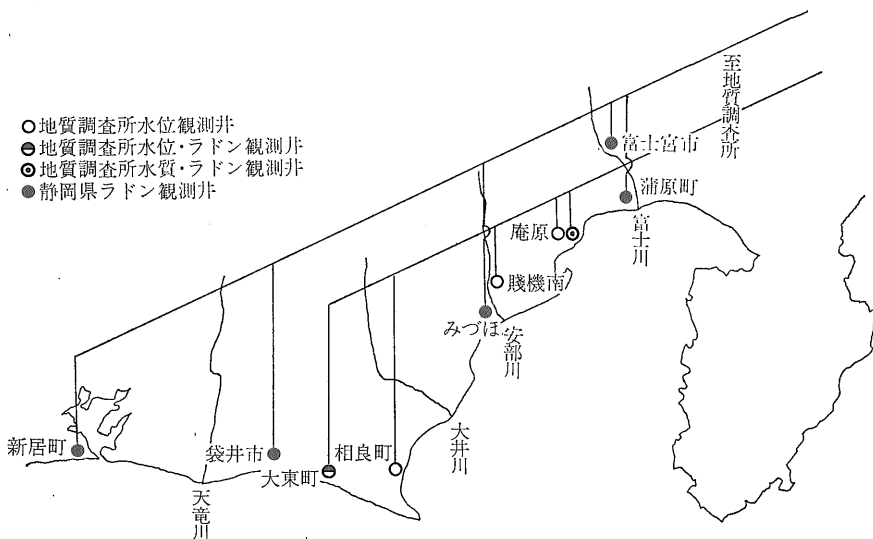 ○地質調査所水位観測井
地質調査所水位・ラドン観測井
◉地質調査所水質・ラドン観測井
●静岡県ラドン観測井
至地質調査所
富士宮市
蒲原町
富士川
庵原
賤機南
みづほ
安部川
大井川
相良町
大東町
袋井市
新居町
天竜川